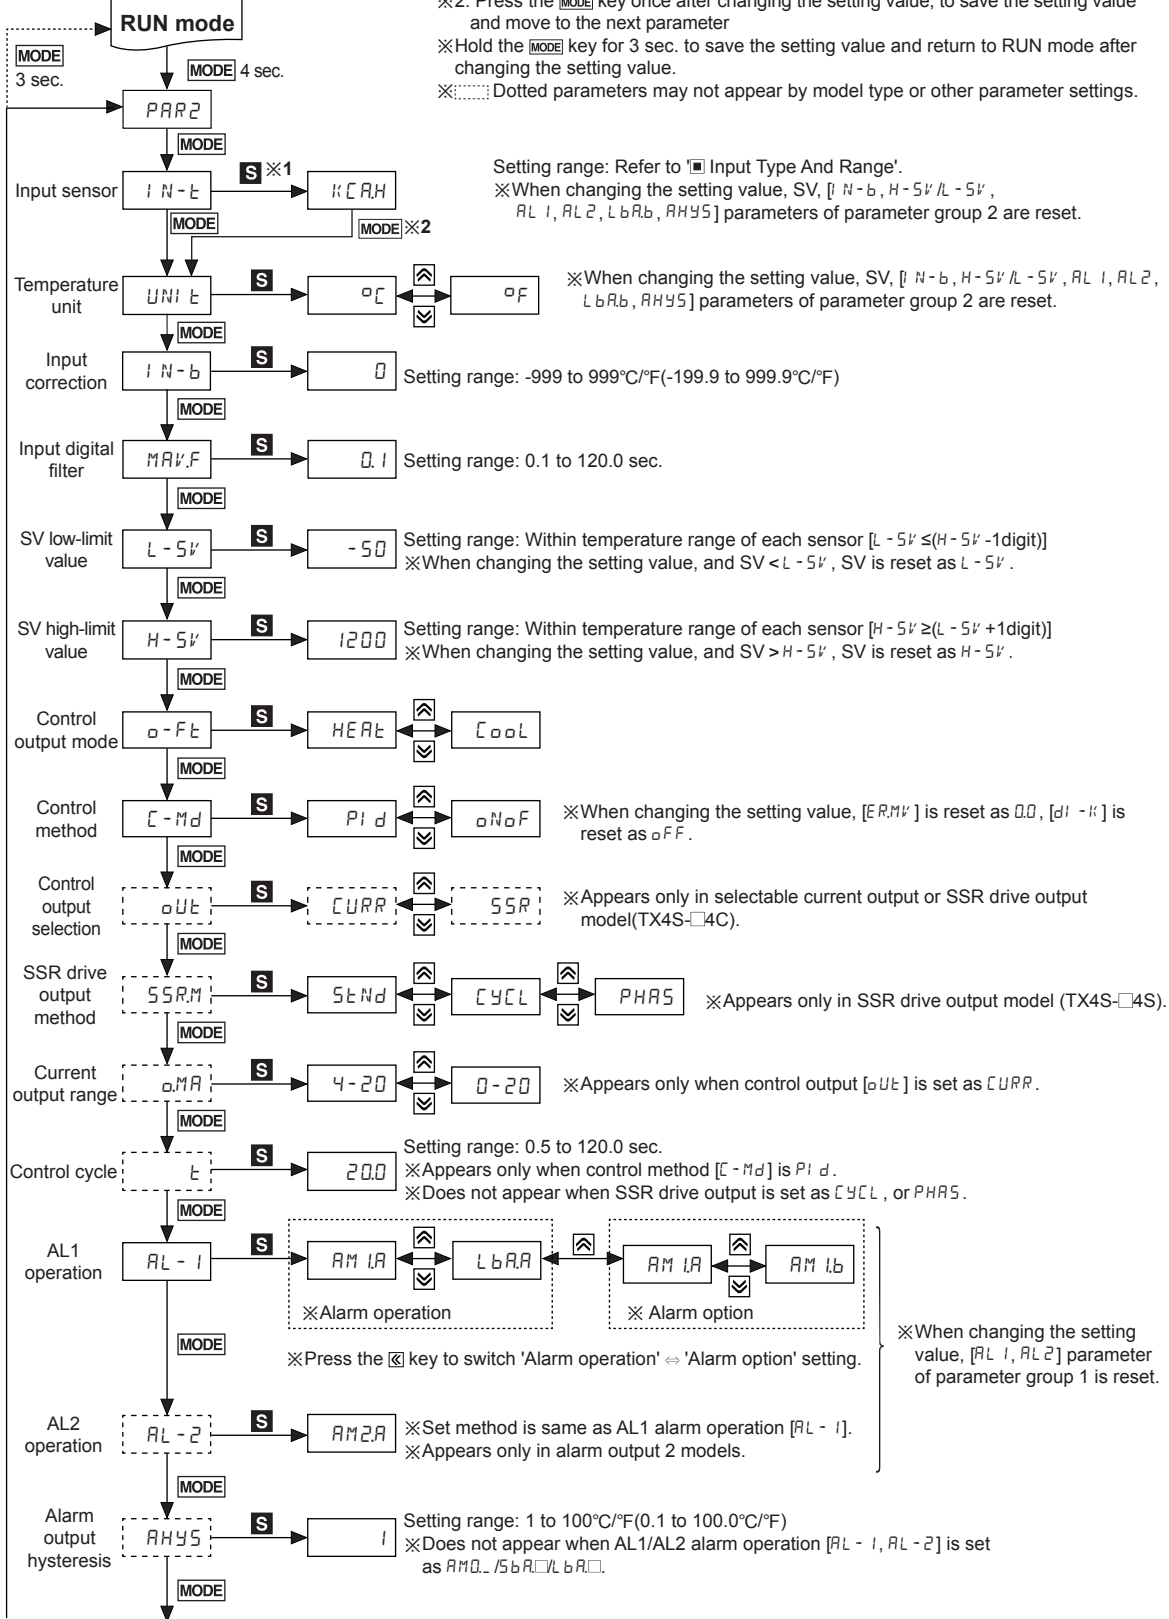 ※2: Press the MODE key once after changing the setting value, to save the setting value
and move to the next parameter
※Hold the MODE key for 3 sec. to save the setting value and return to RUN mode after
changing the setting value.
※ Dotted parameters may not appear by model type or other parameter settings.
RUN mode
MODE
3 sec.
MODE 4 sec.
PAR2
MODE
Input sensor
IN-t
S ※1
KCA.H
Setting range: Refer to '▣ Input Type And Range'.
※When changing the setting value, SV, [IN-b, H-SV/L-SV,
AL1, AL2, LbA.b, AHYS] parameters of parameter group 2 are reset.
MODE
MODE ※2
Temperature
unit
UNIt
S
°C
°F
※When changing the setting value, SV, [IN-b, H-SV/L-SV, AL1, AL2,
LbA.b, AHYS] parameters of parameter group 2 are reset.
MODE
Input
correction
IN-b
S
0
Setting range: -999 to 999℃/℉(-199.9 to 999.9℃/℉)
MODE
Input digital
filter
MAV.F
S
0.1
Setting range: 0.1 to 120.0 sec.
MODE
SV low-limit
value
L-SV
S
-50
Setting range: Within temperature range of each sensor [L-SV ≤(H-SV -1digit)]
※When changing the setting value, and SV < L-SV, SV is reset as L-SV.
MODE
SV high-limit
value
H-SV
S
1200
Setting range: Within temperature range of each sensor [H-SV ≥(L-SV +1digit)]
※When changing the setting value, and SV > H-SV, SV is reset as H-SV.
MODE
Control
output mode
o-Ft
S
HEAt
CooL
MODE
Control
method
C-Md
S
PId
oNoF
※When changing the setting value, [ER.MV] is reset as 0.0, [dI-K] is
reset as oFF.
MODE
Control
output
selection
oUt
S
CURR
SSR
※Appears only in selectable current output or SSR drive output
model(TX4S-□4C).
MODE
SSR drive
output
method
SSR.M
S
StNd
CYCL
PHAS
※Appears only in SSR drive output model (TX4S-□4S).
MODE
Current
output range
o.MA
S
4-20
0-20
※Appears only when control output [oUt] is set as CURR.
MODE
Control cycle
t
S
20.0
Setting range: 0.5 to 120.0 sec.
※Appears only when control method [C-Md] is PId.
※Does not appear when SSR drive output is set as CYCL, or PHAS.
MODE
AL1
operation
AL-1
S
AM1.A
LbA.A
AM1.A
AM1.b
※Alarm operation
※ Alarm option
MODE
※Press the « key to switch 'Alarm operation' ⇔ 'Alarm option' setting.
※When changing the setting
value, [AL1, AL2] parameter
of parameter group 1 is reset.
AL2
operation
AL-2
S
AM2.A
※Set method is same as AL1 alarm operation [AL-1].
※Appears only in alarm output 2 models.
MODE
Alarm
output
hysteresis
AHYS
S
1
Setting range: 1 to 100℃/℉(0.1 to 100.0℃/℉)
※Does not appear when AL1/AL2 alarm operation [AL-1, AL-2] is set
as AM0._/SbA.□/LbA.□.
MODE